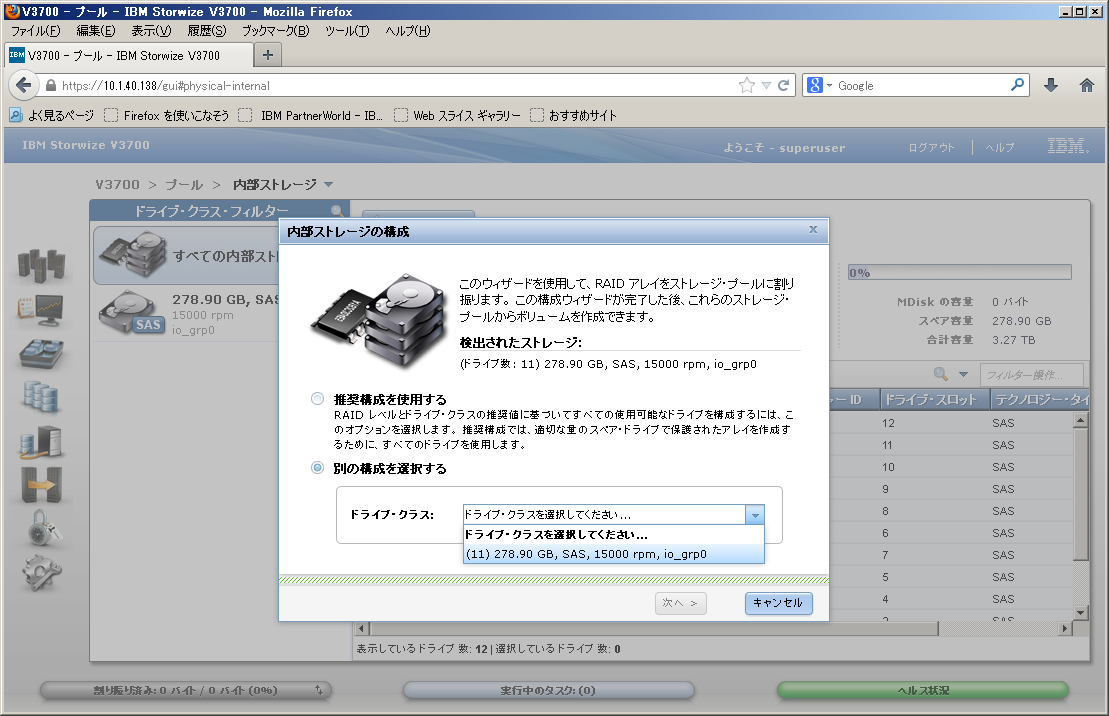 V3700 - プール - IBM Storwize V3700 - Mozilla Firefox
ファイル(F) 編集(E) 表示(V) 履歴(S) ブックマーク(B) ツール(T) ヘルプ(H)
IBM V3700 - プール - IBM Storwize V3700 +
https://10.1.40.138/gui#physical-internal
8 Google
よく見るページ Firefox を使いこなそう IBM PartnerWorld - IB... Web スライス ギャラリー おすすめサイト
IBM Storwize V3700 ようこそ - superuser ログアウト ヘルプ IBM.
V3700 > プール > 内部ストレージ
ドライブ・クラス・フィルター
すべての内部スト
278.90 GB, SAS
15000 rpm
io_grp0
SAS
0%
MDisk の容量 0 バイト
スペア容量 278.90 GB
合計容量 3.27 TB
フィルター操作...
ID ドライブ・スロット テクノロジー・タイ
12 SAS
11 SAS
10 SAS
9 SAS
8 SAS
6 SAS
7 SAS
5 SAS
4 SAS
内部ストレージの構成 x
このウィザードを使用して、RAID アレイをストレージ・プールに割り
振ります。この構成ウィザードが完了した後、これらのストレージ・
プールからボリュームを作成できます。
検出されたストレージ:
(ドライブ数: 11) 278.90 GB, SAS, 15000 rpm, io_grp0
推奨構成を使用する
RAID レベルとドライブ・クラスの推奨値に基づいてすべての使用可能なドライブを構成するには、こ
のオプションを選択します。推奨構成では、適切な量のスペア・ドライブで保護されたアレイを作成す
るために、すべてのドライブを使用します。
別の構成を選択する
ドライブ・クラス: ドライブ・クラスを選択してください...
ドライブ・クラスを選択してください...
(11) 278.90 GB, SAS, 15000 rpm, io_grp0
次へ > キャンセル
表示しているドライブ 数: 12 | 選択しているドライブ 数: 0
割り振り済み: 0 バイト / 0 バイト (0%) 実行中のタスク: (0) ヘルス状況